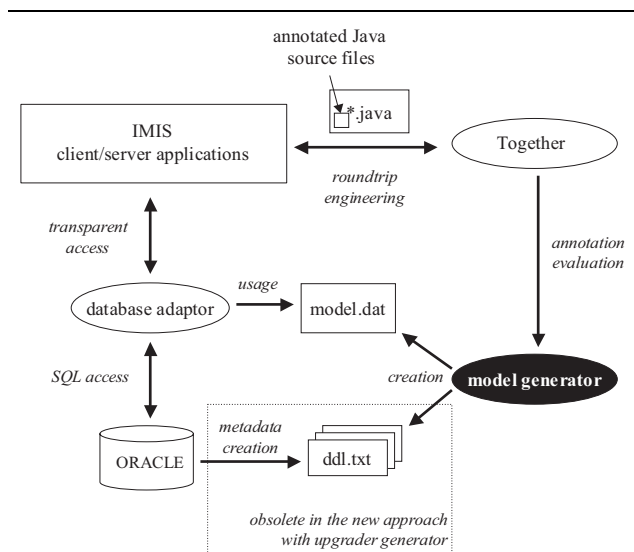 annotated Java
source files
*.java
IMIS
client/server applications
Together
roundtrip
engineering
transparent
access
annotation
evaluation
usage
database adaptor
model.dat
SQL access
creation
model generator
metadata
creation
ORACLE
ddl.txt
obsolete in the new approach
with upgrader generator